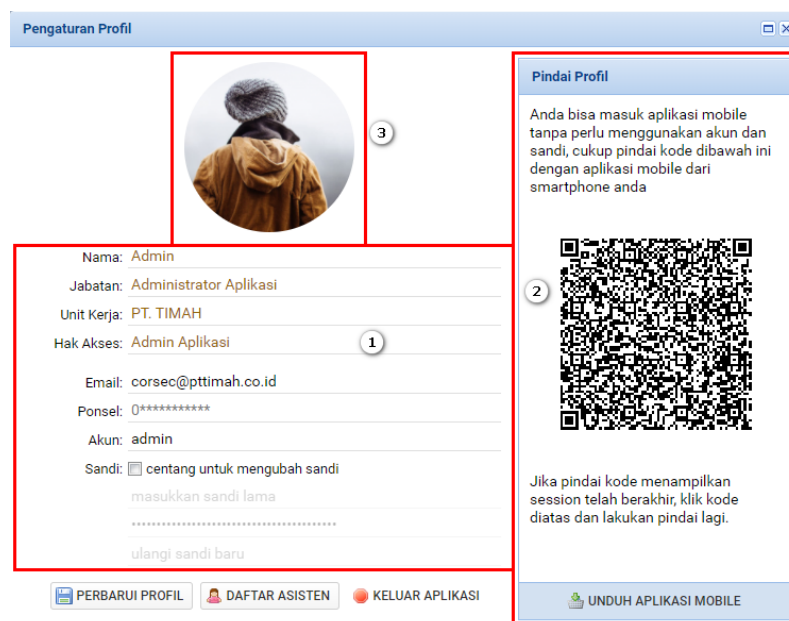 Pengaturan Profil
3
Nama: Admin
Jabatan: Administrator Aplikasi
Unit Kerja: PT. TIMAH
Hak Akses: Admin Aplikasi
1
Email: corsec@pttimah.co.id
Ponsel: 0***********
Akun: admin
Sandi: centang untuk mengubah sandi
masukkan sandi lama
ulangi sandi baru
PERBARUI PROFIL
DAFTAR ASISTEN
KELUAR APLIKASI
Pindai Profil
Anda bisa masuk aplikasi mobile
tanpa perlu menggunakan akun dan
sandi, cukup pindai kode dibawah ini
dengan aplikasi mobile dari
smartphone anda
2
Jika pindai kode menampilkan
session telah berakhir, klik kode
diatas dan lakukan pindai lagi.
UNDUH APLIKASI MOBILE